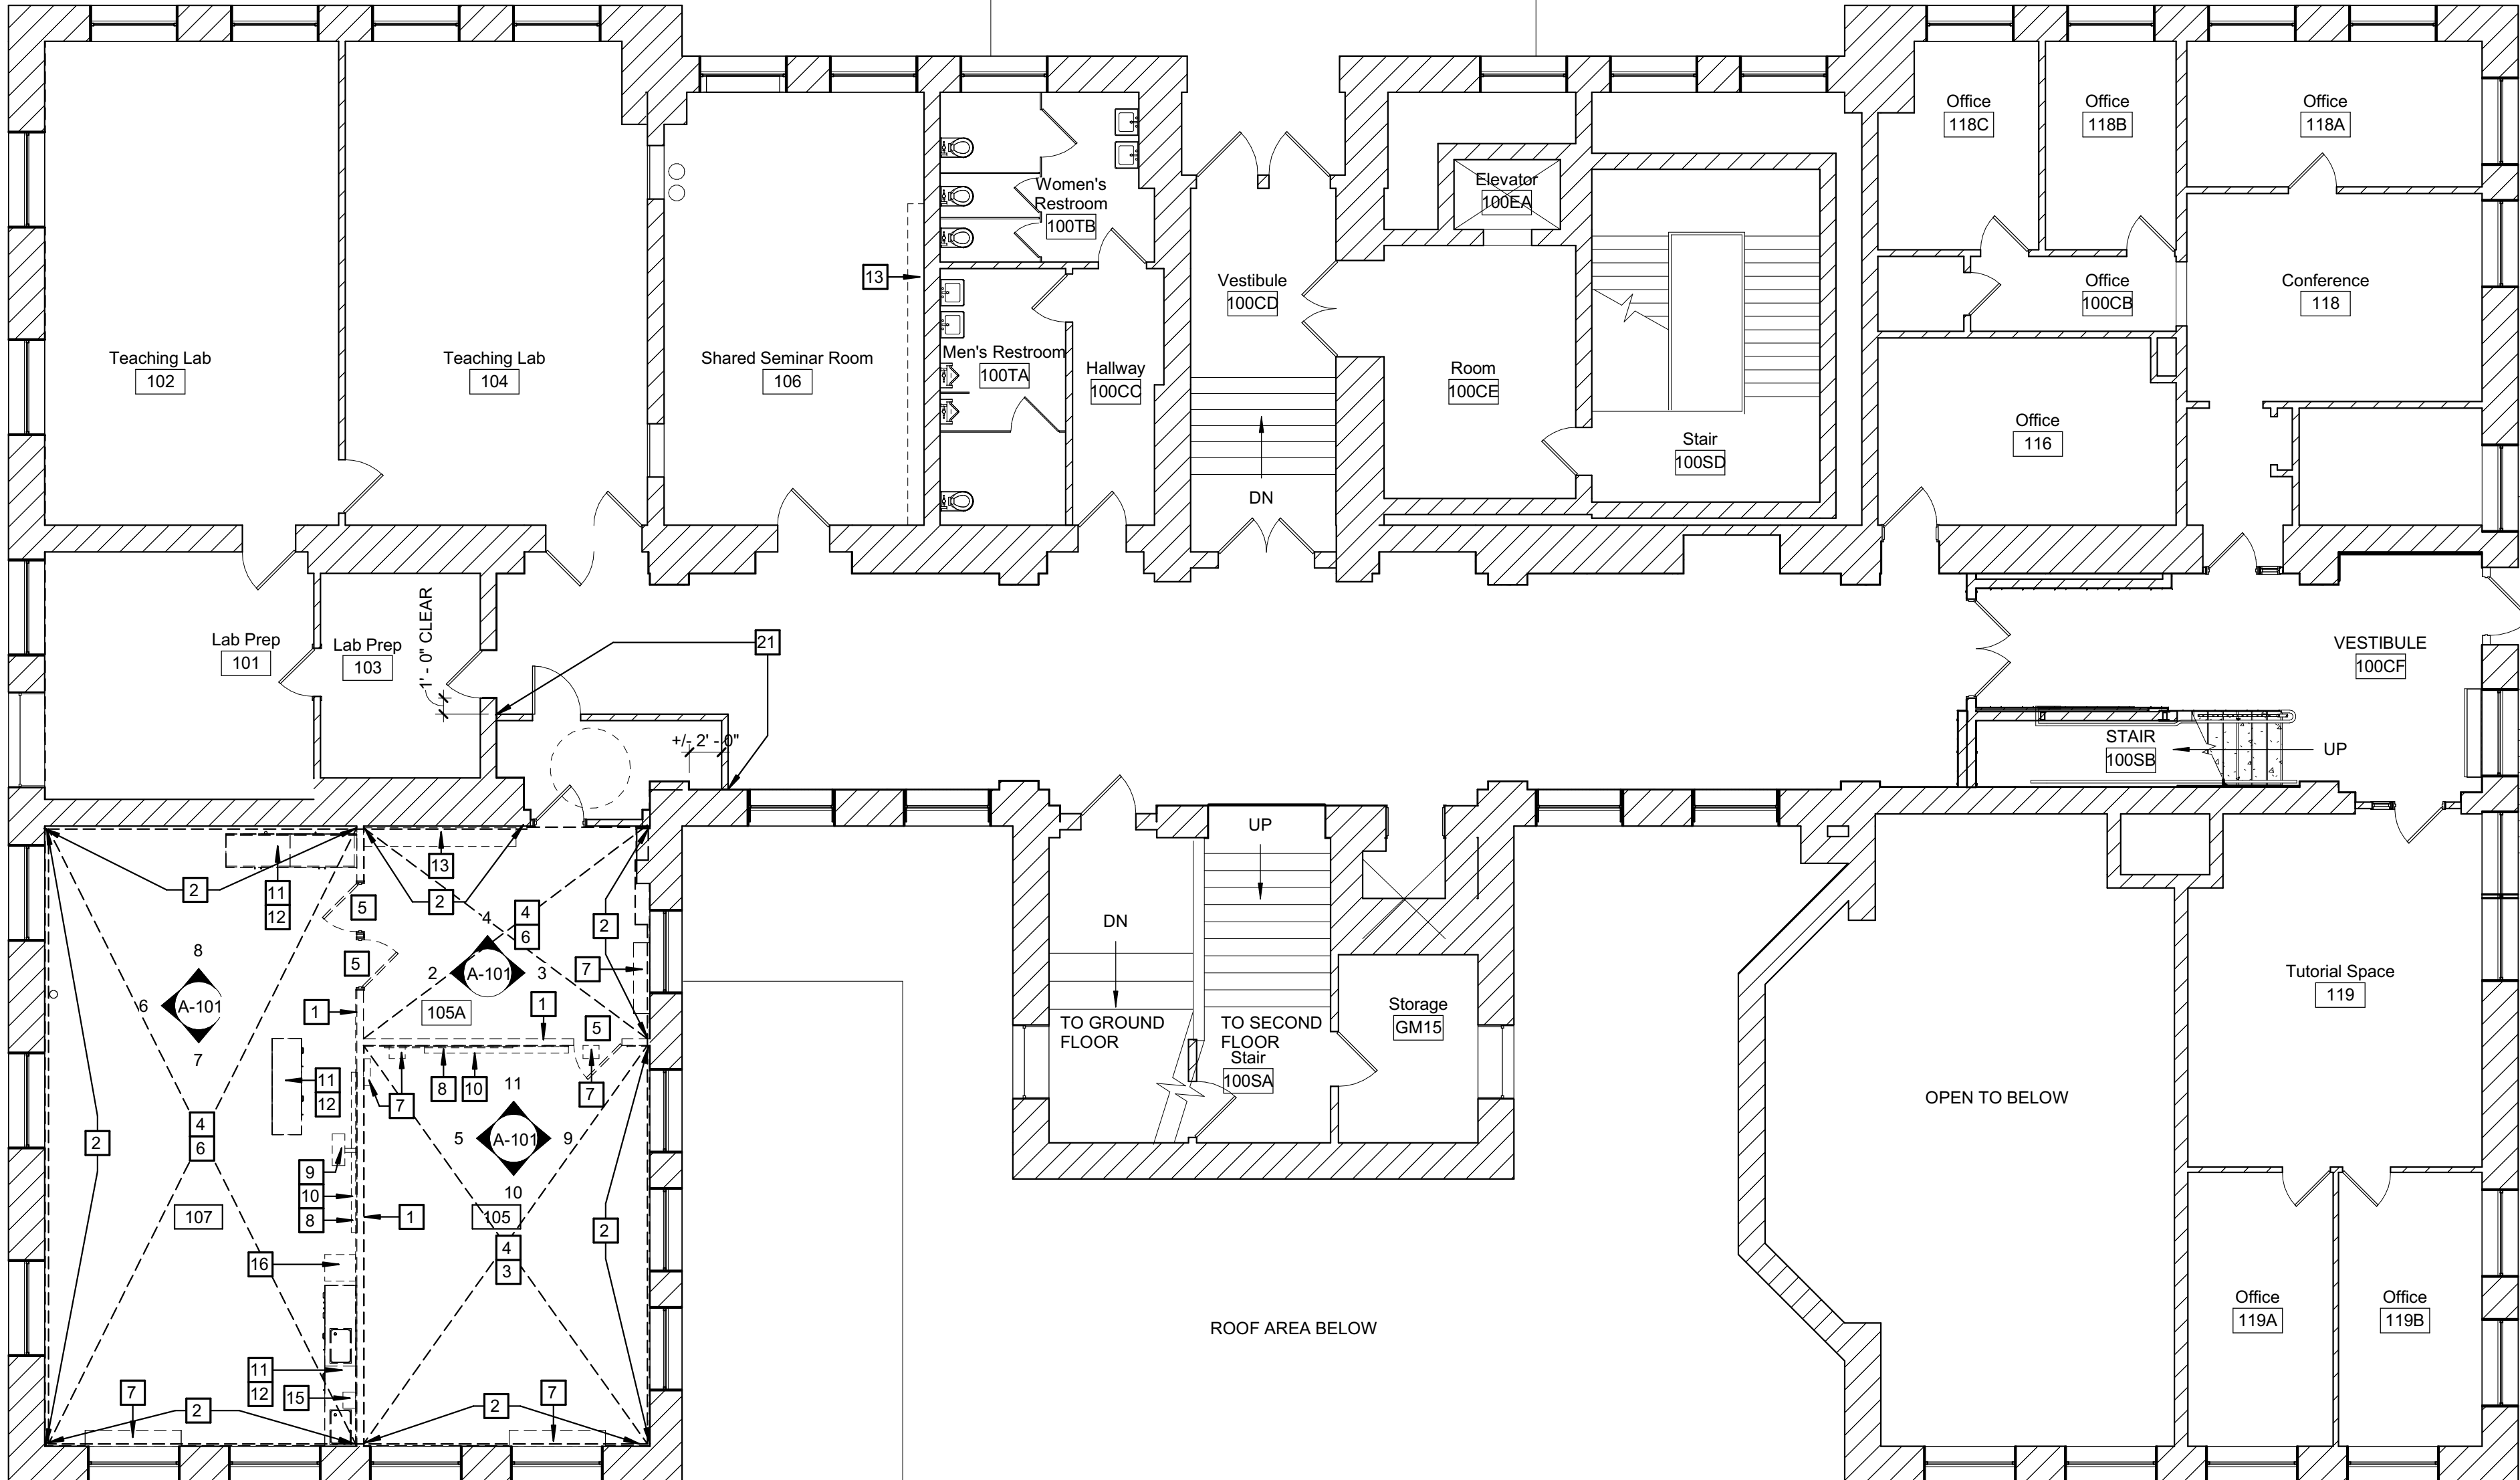 Office
118C
Office
118B
Office
118A
Women's
Restroom
100TB
Elevator
100EA
13
Vestibule
100CD
Office
100CB
Conference
118
Teaching Lab
102
Teaching Lab
104
Shared Seminar Room
106
Men's Restroom
100TA
Hallway
100CC
Room
100CE
Stair
100SD
Office
116
DN
Lab Prep
101
Lab Prep
103
1' - 0" CLEAR
21
VESTIBULE
100CF
+/- 2' - 0"
STAIR
100SB
UP
UP
DN
2
11
12
5
13
2
4
4
6
2
8
5
2
A-101
3
7
6
A-101
7
1
105A
1
5
TO GROUND
FLOOR
TO SECOND
FLOOR
Stair
100SA
Storage
GM15
Tutorial Space
119
11
12
7
8
10
11
7
2
4
6
5
A-101
9
OPEN TO BELOW
9
10
8
10
107
1
105
2
4
3
16
ROOF AREA BELOW
Office
119A
Office
119B
11
12
15
7
2
2
7